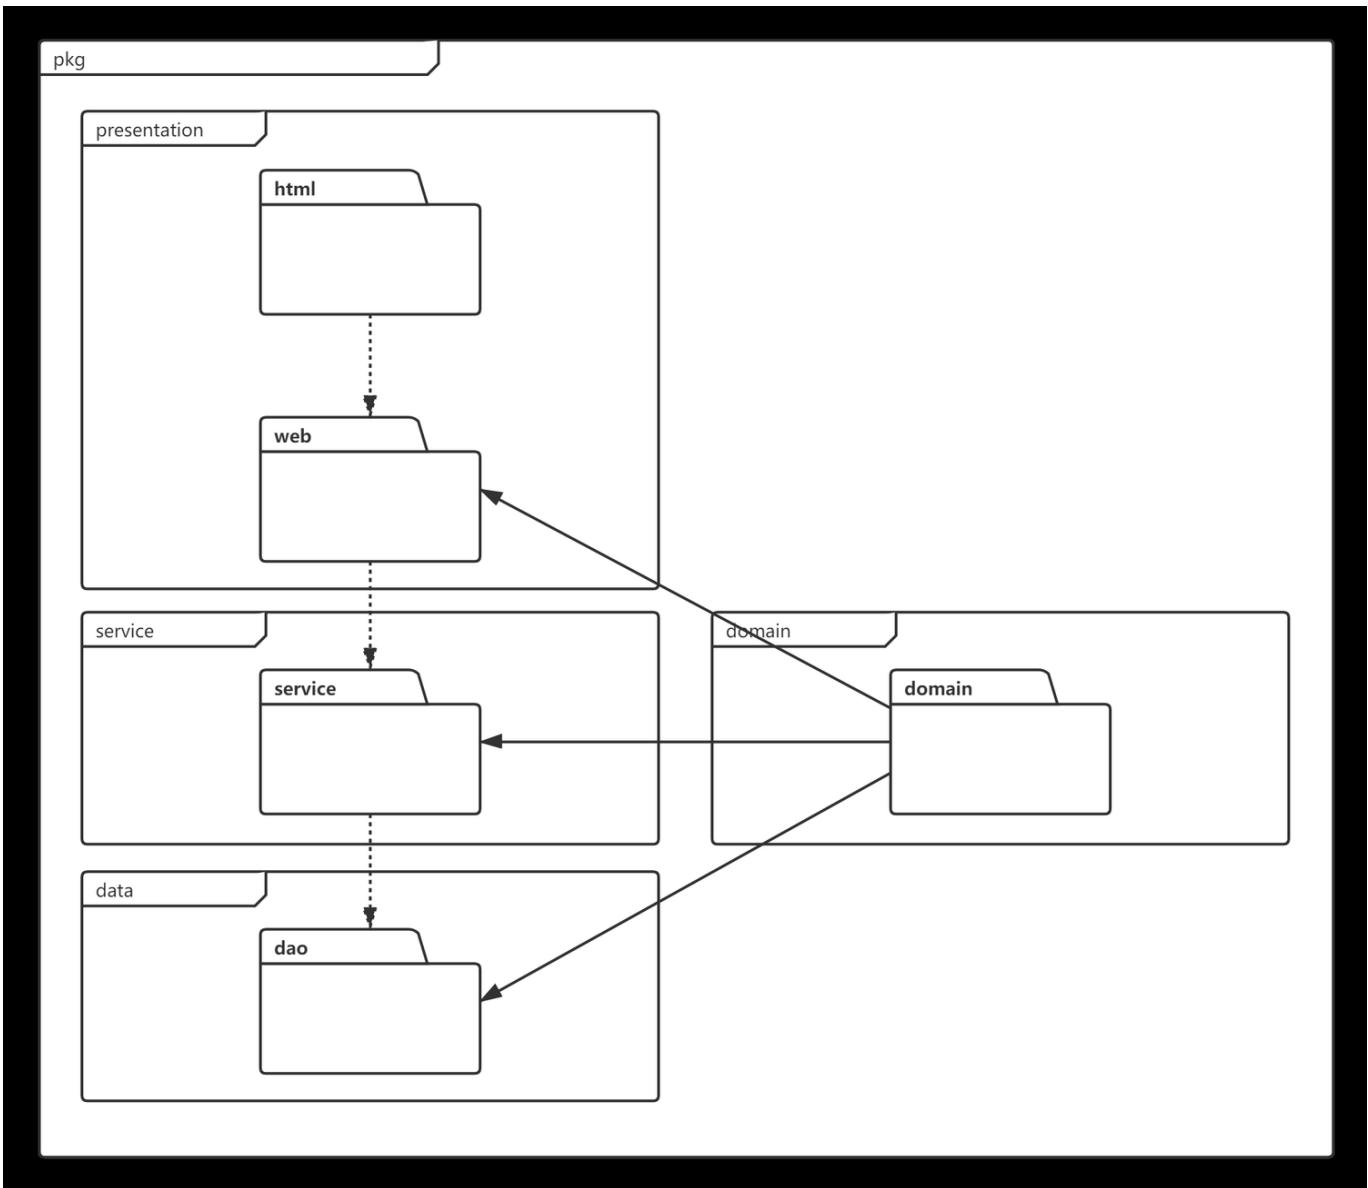 pkg
presentation
html
web
service
domain
service
domain
data
dao